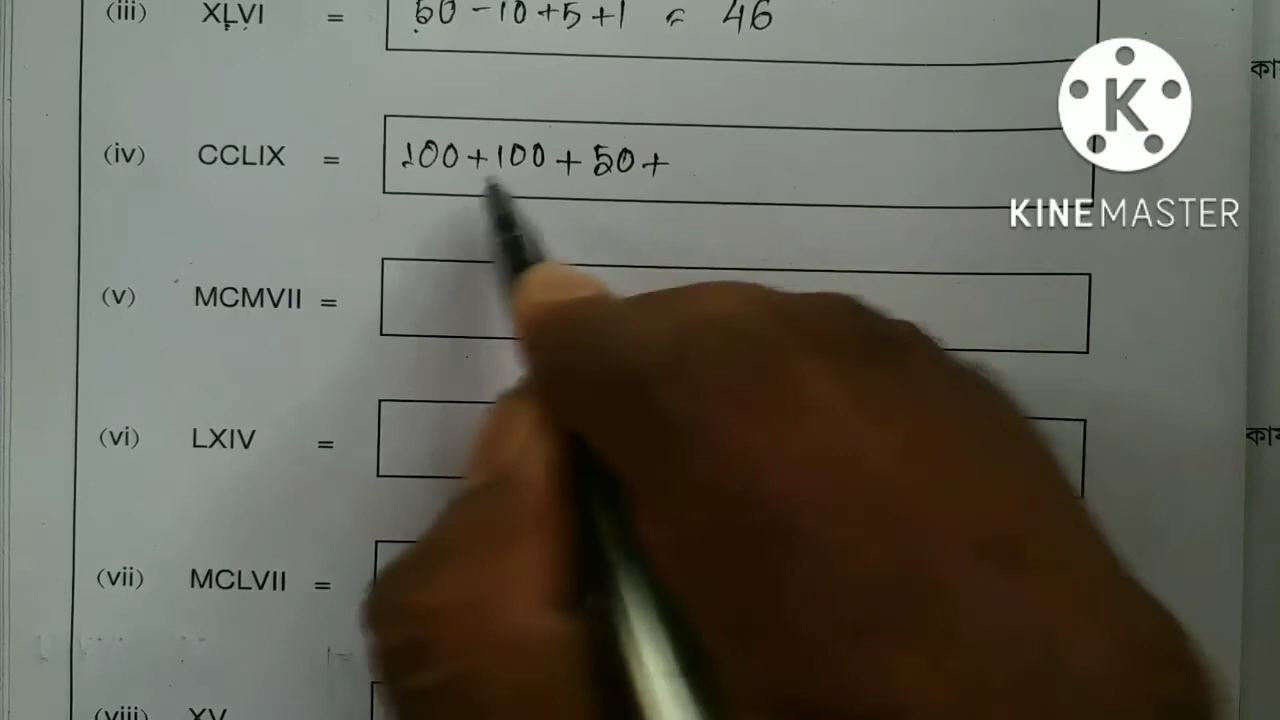 (iii) XLVI = 50 - 10 + 5 + 1 = 46
(iv) CCLIX = 100 + 100 + 50 +
(v) MCMVII =
(vi) LXIV =
(vii) MCLVII =
(viii) XV
K
KINEMASTER